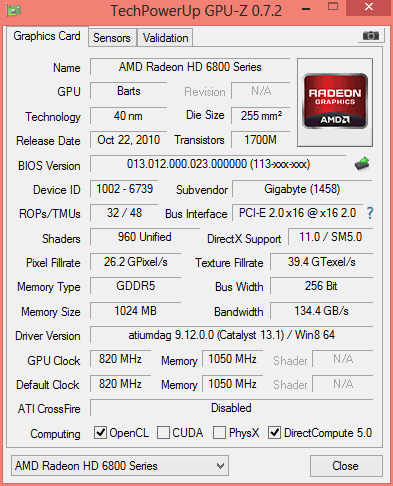 TechPowerUp GPU-Z 0.7.2
Graphics Card Sensors Validation
Name AMD Radeon HD 6800 Series
GPU Barts Revision N/A
RADEON
GRAPHICS
AMD
Technology 40 nm Die Size 255 mm²
Release Date Oct 22, 2010 Transistors 1700M
BIOS Version 013.012.000.023.000000 (113-xxx-xxx)
Device ID 1002 - 6739 Subvendor Gigabyte (1458)
ROPs/TMUs 32 / 48 Bus Interface PCI-E 2.0 x16 @ x16 2.0 ?
Shaders 960 Unified DirectX Support 11.0 / SM5.0
Pixel Fillrate 26.2 GPixel/s Texture Fillrate 39.4 GTexel/s
Memory Type GDDR5 Bus Width 256 Bit
Memory Size 1024 MB Bandwidth 134.4 GB/s
Driver Version atiumdag 9.12.0.0 (Catalyst 13.1) / Win8 64
GPU Clock 820 MHz Memory 1050 MHz Shader N/A
Default Clock 820 MHz Memory 1050 MHz Shader N/A
ATI CrossFire Disabled
Computing OpenCL CUDA PhysX DirectCompute 5.0
AMD Radeon HD 6800 Series Close